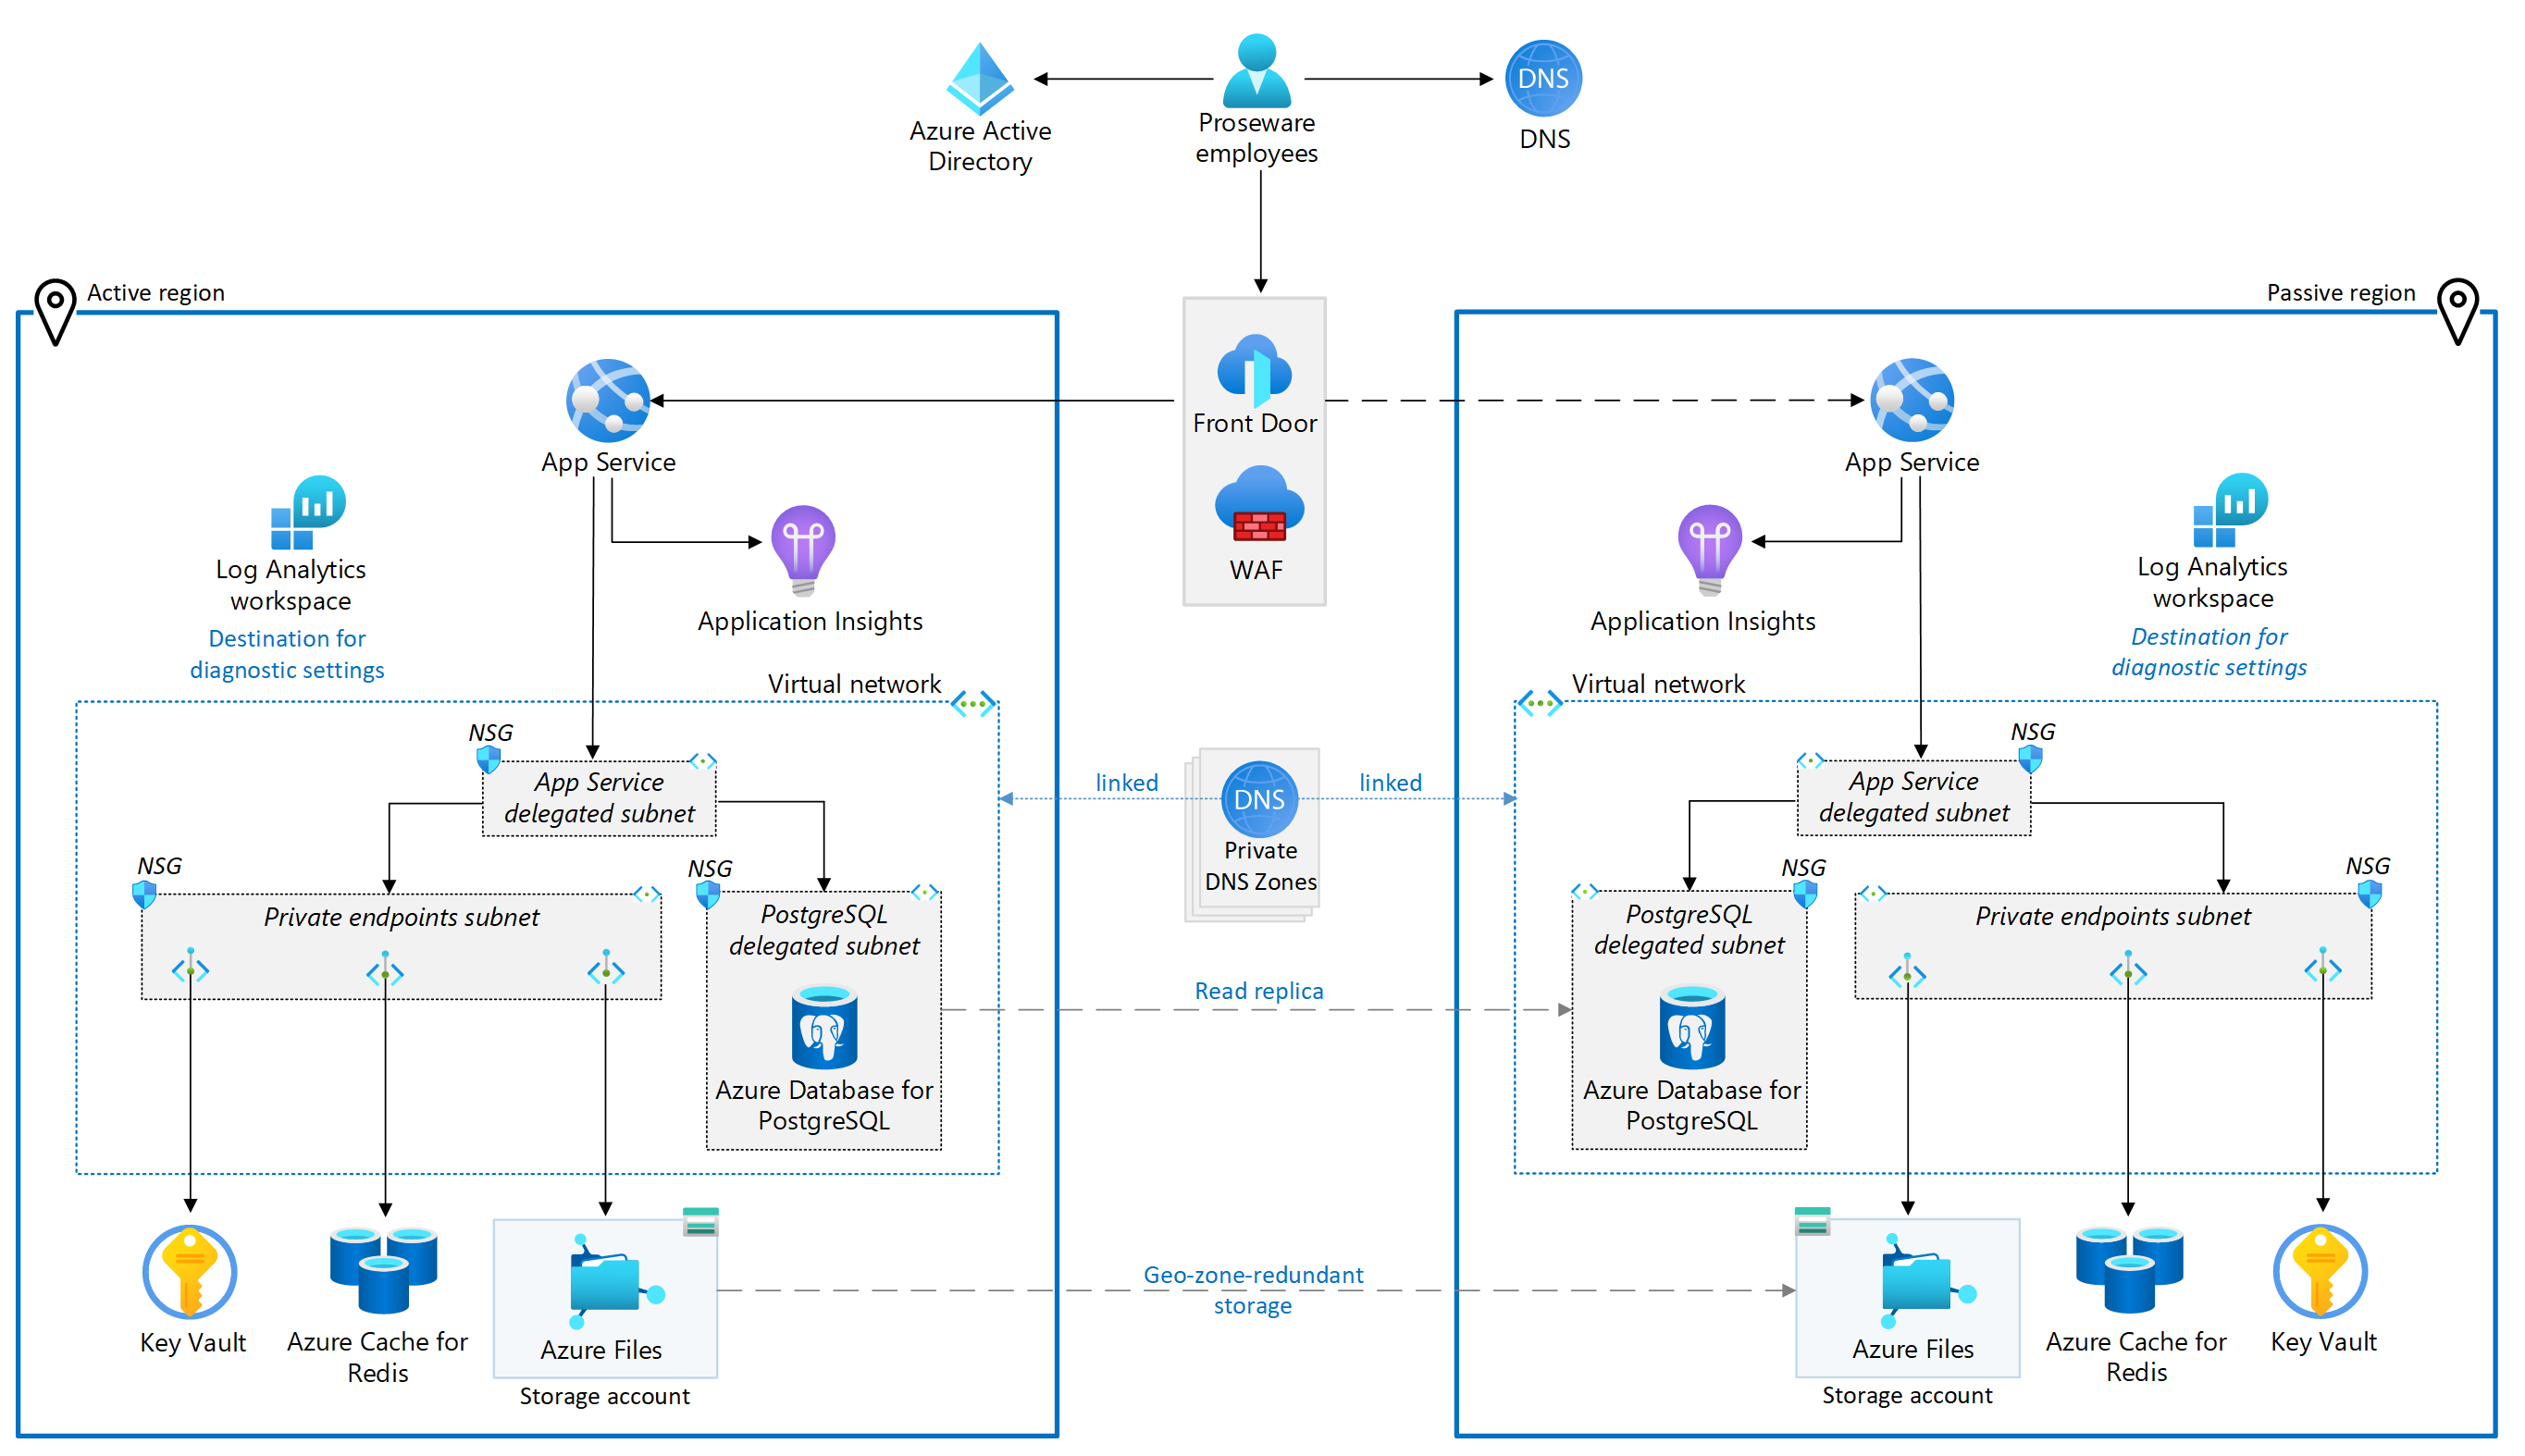 Azure Active
Directory
Proseware
employees
DNS
DNS
Active region
Passive region
Front Door
WAF
App Service
Log Analytics
workspace
Destination for
diagnostic settings
Application Insights
Virtual network
NSG
App Service
delegated subnet
NSG
Private endpoints subnet
NSG
PostgreSQL
delegated subnet
Azure Database for
PostgreSQL
Key Vault
Azure Cache for
Redis
Azure Files
Storage account
linked
DNS
linked
Private
DNS Zones
Read replica
Geo-zone-redundant
storage
App Service
Application Insights
Log Analytics
workspace
Destination for
diagnostic settings
Virtual network
NSG
App Service
delegated subnet
NSG
PostgreSQL
delegated subnet
Azure Database for
PostgreSQL
NSG
Private endpoints subnet
Azure Files
Storage account
Azure Cache for
Redis
Key Vault